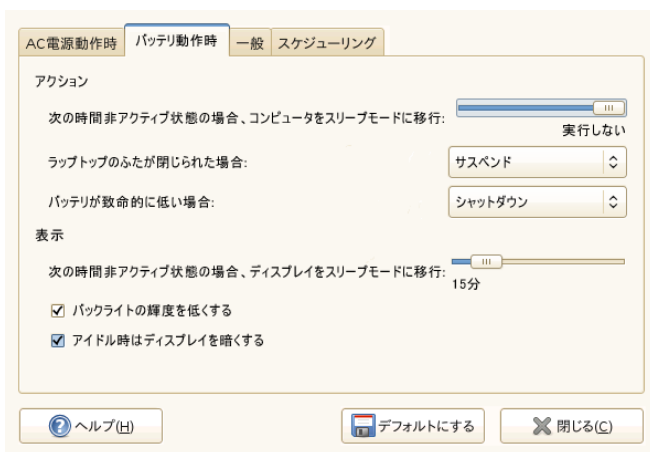 AC電源動作時 バッテリ動作時 一般 スケジューリング
アクション
次の時間非アクティブ状態の場合、コンピュータをスリープモードに移行:
実行しない
ラップトップのふたが閉じられた場合: サスペンド
バッテリが致命的に低い場合: シャットダウン
表示
次の時間非アクティブ状態の場合、ディスプレイをスリープモードに移行:
15分
バックライトの輝度を低くする
アイドル時はディスプレイを暗くする
ヘルプ(H) デフォルトにする 閉じる(C)